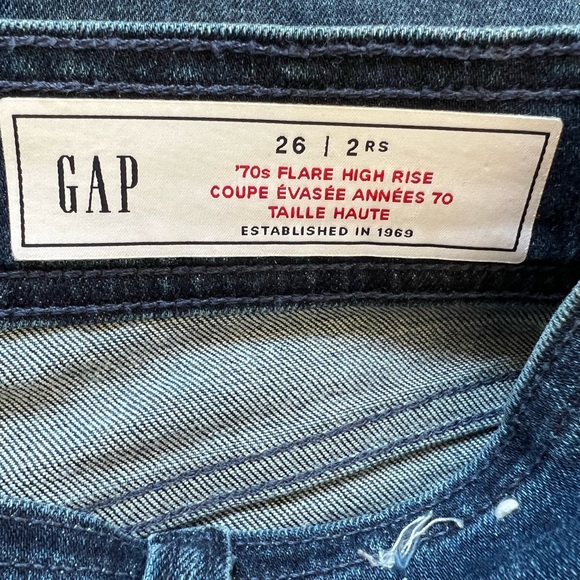 GAP
26 | 2RS
'70s FLARE HIGH RISE
COUPE ÉVASÉE ANNÉES 70
TAILLE HAUTE
ESTABLISHED IN 1969